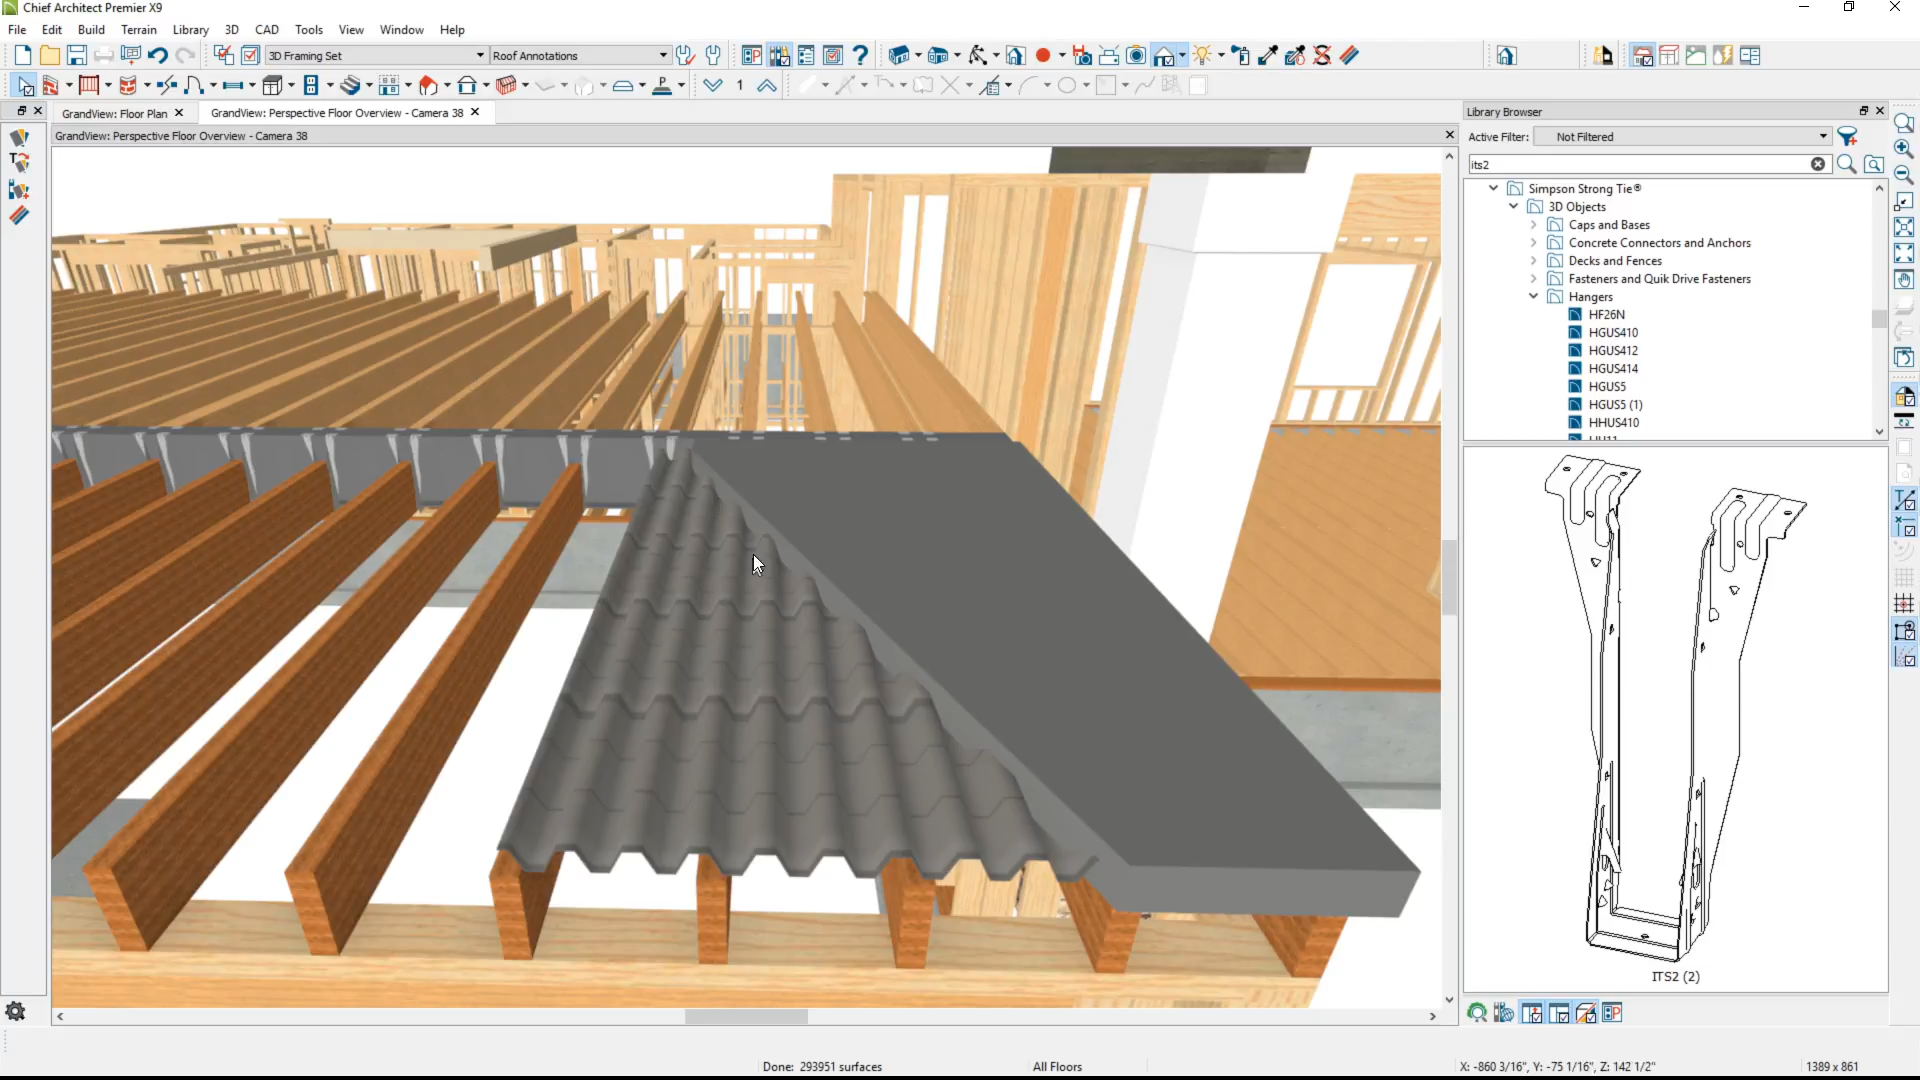 Chief Architect Premier X9
File Edit Build Terrain Library 3D CAD Tools View Window Help
3D Framing Set Roof Annotations
1
GrandView: Floor Plan GrandView: Perspective Floor Overview - Camera 38
GrandView: Perspective Floor Overview - Camera 38
Library Browser
Active Filter: Not Filtered
its2
Simpson Strong Tie®
3D Objects
Caps and Bases
Concrete Connectors and Anchors
Decks and Fences
Fasteners and Quik Drive Fasteners
Hangers
HF26N
HGUS410
HGUS412
HGUS414
HGUS5
HGUS5 (1)
HHUS410
ITS2 (2)
Done: 293951 surfaces All Floors X: -860 3/16", Y: -75 1/16", Z: 142 1/2" 1389 x 861